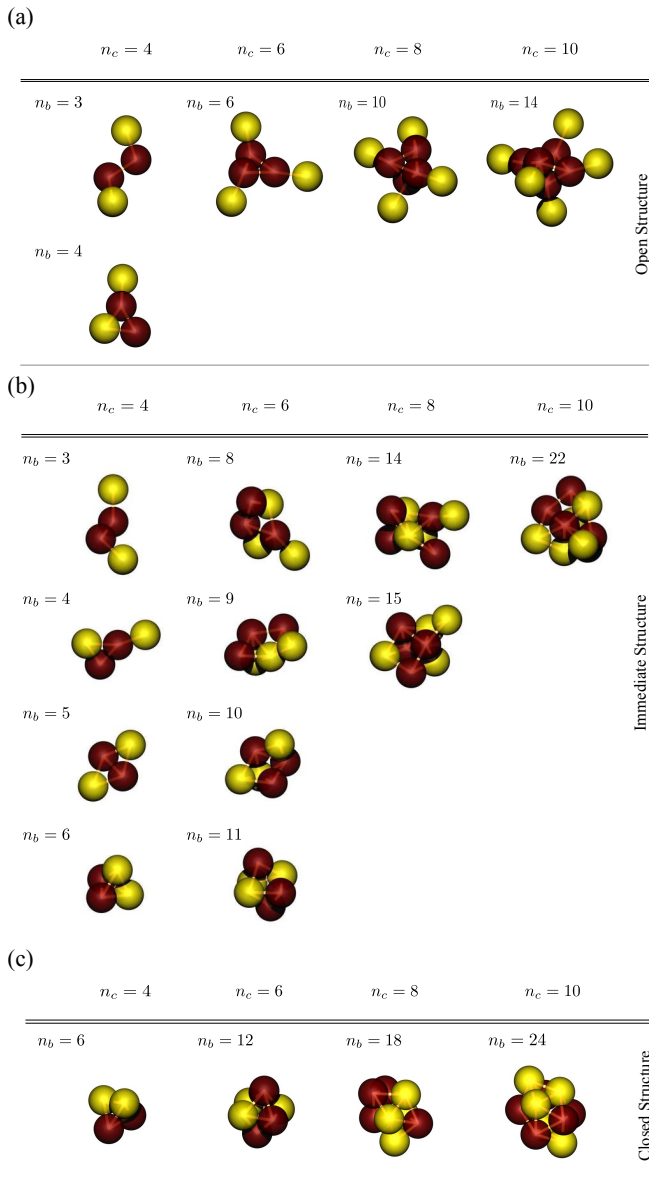 (a)
n_c = 4 n_c = 6 n_c = 8 n_c = 10
n_b = 3 n_b = 6 n_b = 10 n_b = 14
n_b = 4
Open Structure
(b)
n_c = 4 n_c = 6 n_c = 8 n_c = 10
n_b = 3 n_b = 8 n_b = 14 n_b = 22
n_b = 4 n_b = 9 n_b = 15
n_b = 5 n_b = 10
n_b = 6 n_b = 11
Immediate Structure
(c)
n_c = 4 n_c = 6 n_c = 8 n_c = 10
n_b = 6 n_b = 12 n_b = 18 n_b = 24
Closed Structure